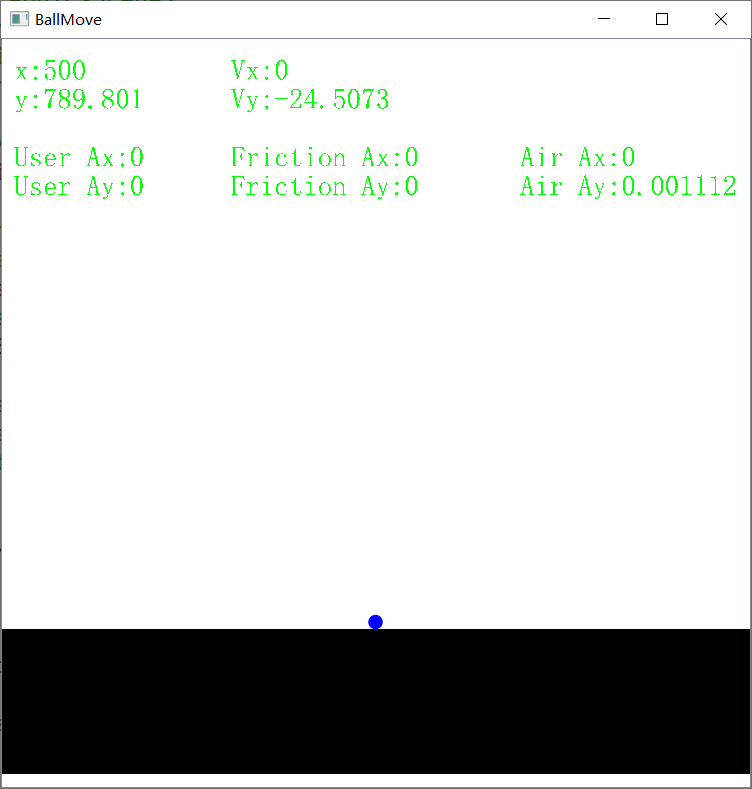 BallMove
x:500 Vx:0
y:789.801 Vy:-24.5073
User Ax:0 Friction Ax:0 Air Ax:0
User Ay:0 Friction Ay:0 Air Ay:0.001112